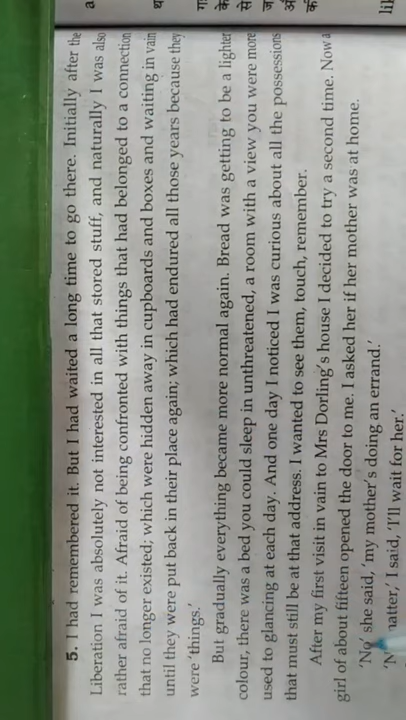 5. I had remembered it. But I had waited a long time to go there. Initially after the
Liberation I was absolutely not interested in all that stored stuff, and naturally I was also
rather afraid of it. Afraid of being confronted with things that had belonged to a connection
that no longer existed; which were hidden away in cupboards and boxes and waiting in vain
until they were put back in their place again; which had endured all those years because they
were 'things.'
But gradually everything became more normal again. Bread was getting to be a lighter
colour, there was a bed you could sleep in unthreatened, a room with a view you were more
used to glancing at each day. And one day I noticed I was curious about all the possessions
that must still be at that address. I wanted to see them, touch, remember.
After my first visit in vain to Mrs Dorling's house I decided to try a second time. Now a
girl of about fifteen opened the door to me. I asked her if her mother was at home.
'No' she said, 'my mother's doing an errand.'
'N natter,' I said, 'I'll wait for her.'